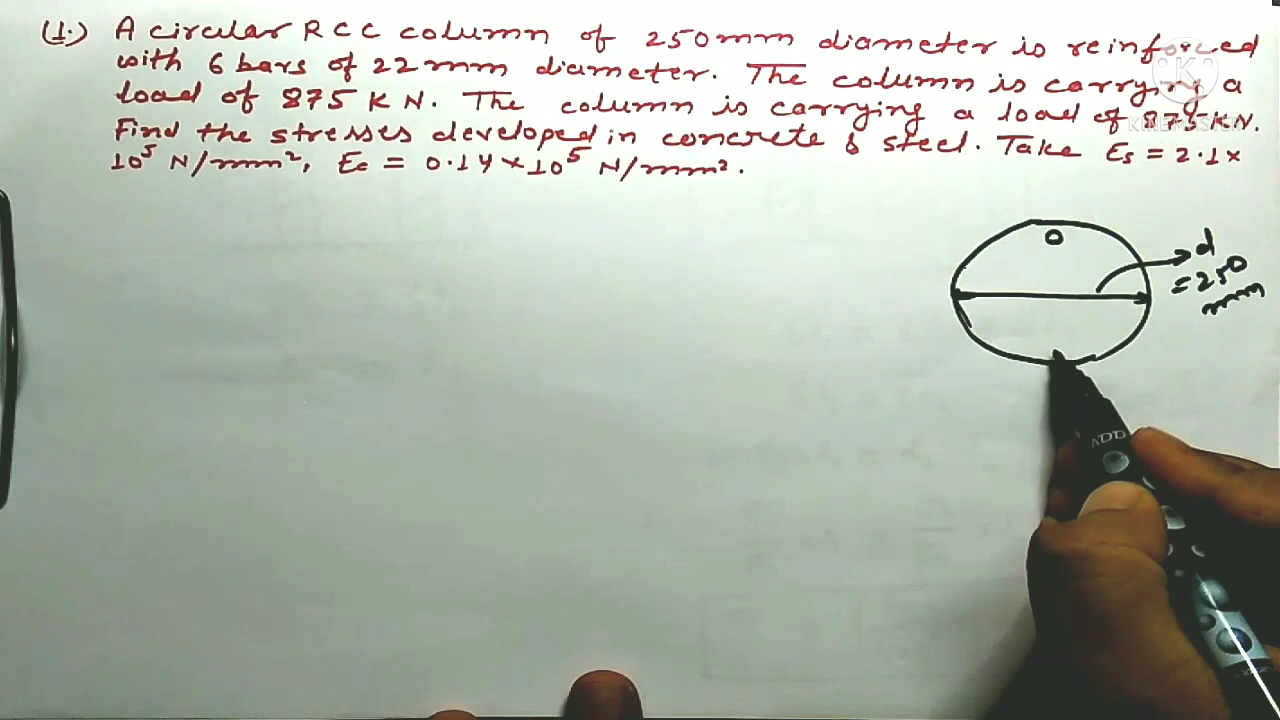 (1.) A circular RCC column of 250mm diameter is reinforced
with 6 bars of 22mm diameter. The column is carrying a
load of 875 KN. The column is carrying a load of 875 KN.
Find the stresses developed in concrete & steel. Take Es = 2.1×
10⁵ N/mm², Ec = 0.14×10⁵ N/mm².
K
KINEMASTER
d
= 250
mm
ADD